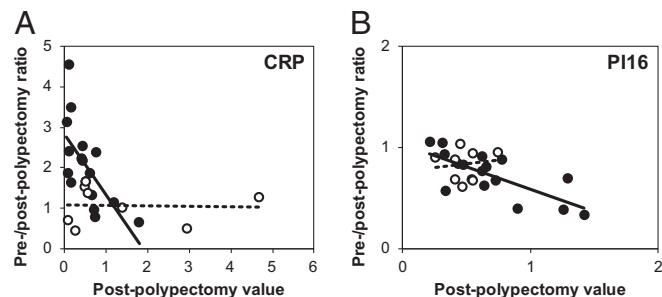 A
CRP
Pre-/post-polypectomy ratio
5
4
3
2
1
0
0 1 2 3 4 5 6
Post-polypectomy value
B
PI16
Pre-/post-polypectomy ratio
2
1
0
0 1 2
Post-polypectomy value